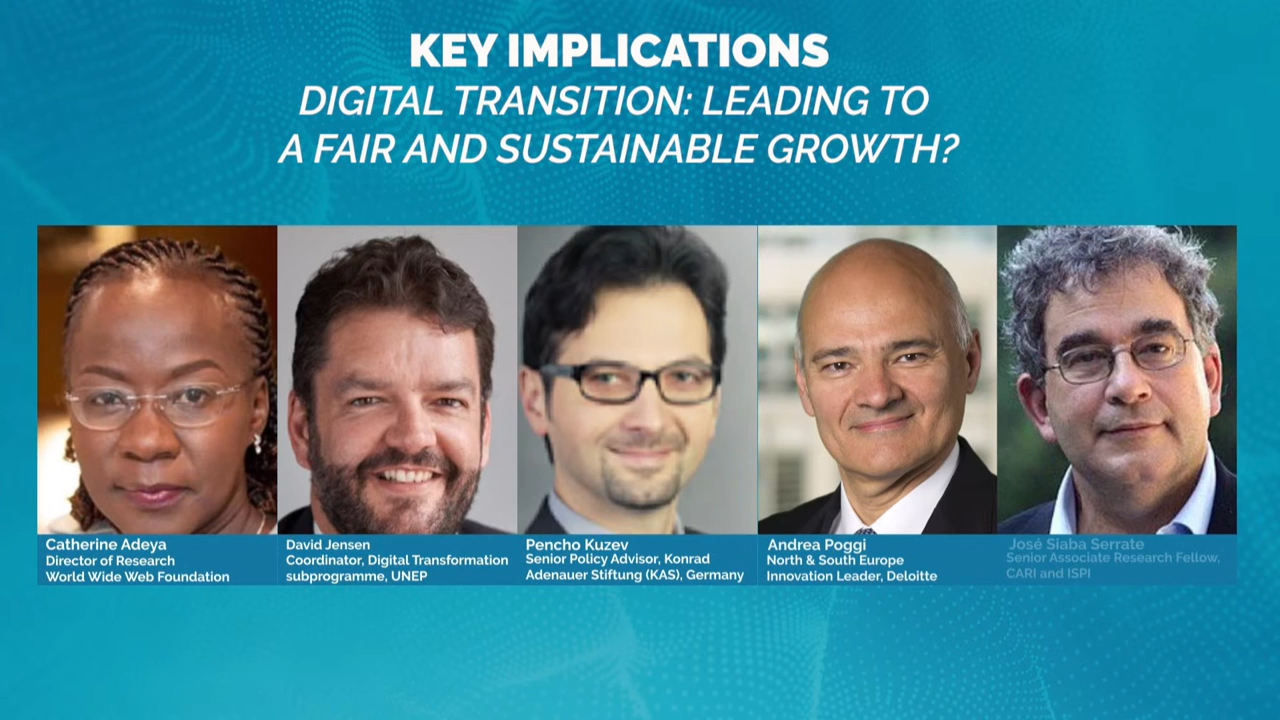 KEY IMPLICATIONS
DIGITAL TRANSITION: LEADING TO
A FAIR AND SUSTAINABLE GROWTH?
Catherine Adeya
Director of Research
World Wide Web Foundation
David Jensen
Coordinator, Digital Transformation
subprogramme, UNEP
Pencho Kuzev
Senior Policy Advisor, Konrad
Adenauer Stiftung (KAS), Germany
Andrea Poggi
North & South Europe
Innovation Leader, Deloitte
José Siaba Serrate
Senior Associate Research Fellow,
CARI and ISPI